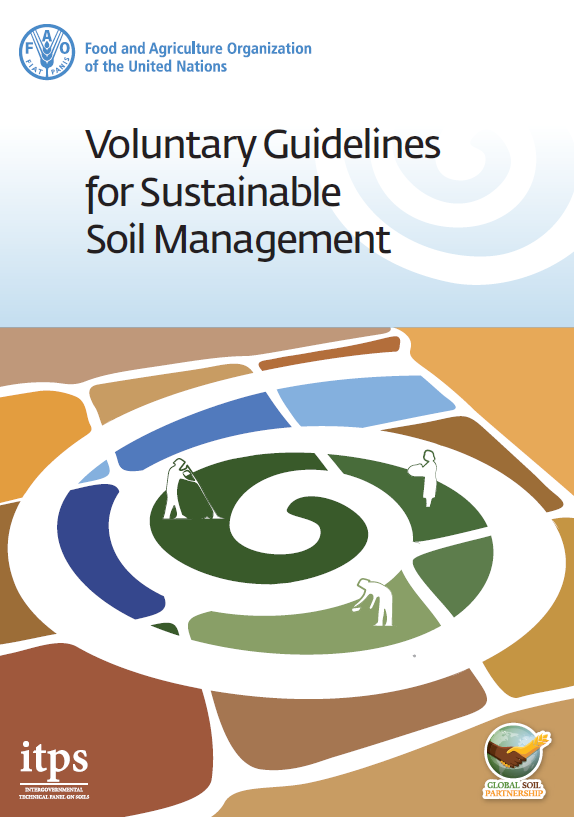 F A O
FIAT PANIS
Food and Agriculture Organization
of the United Nations
Voluntary Guidelines
for Sustainable
Soil Management
itps
INTERGOVERNMENTAL
TECHNICAL PANEL ON SOILS
GLOBAL SOIL
PARTNERSHIP